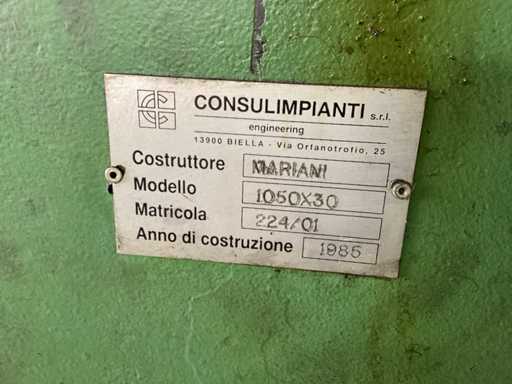 CONSULIMPIANTI s.r.l.
engineering
13900 BIELLA - Via Orfanotrofio, 25
Costruttore MARIANI
Modello 1050X30
Matricola 224/01
Anno di costruzione 1985